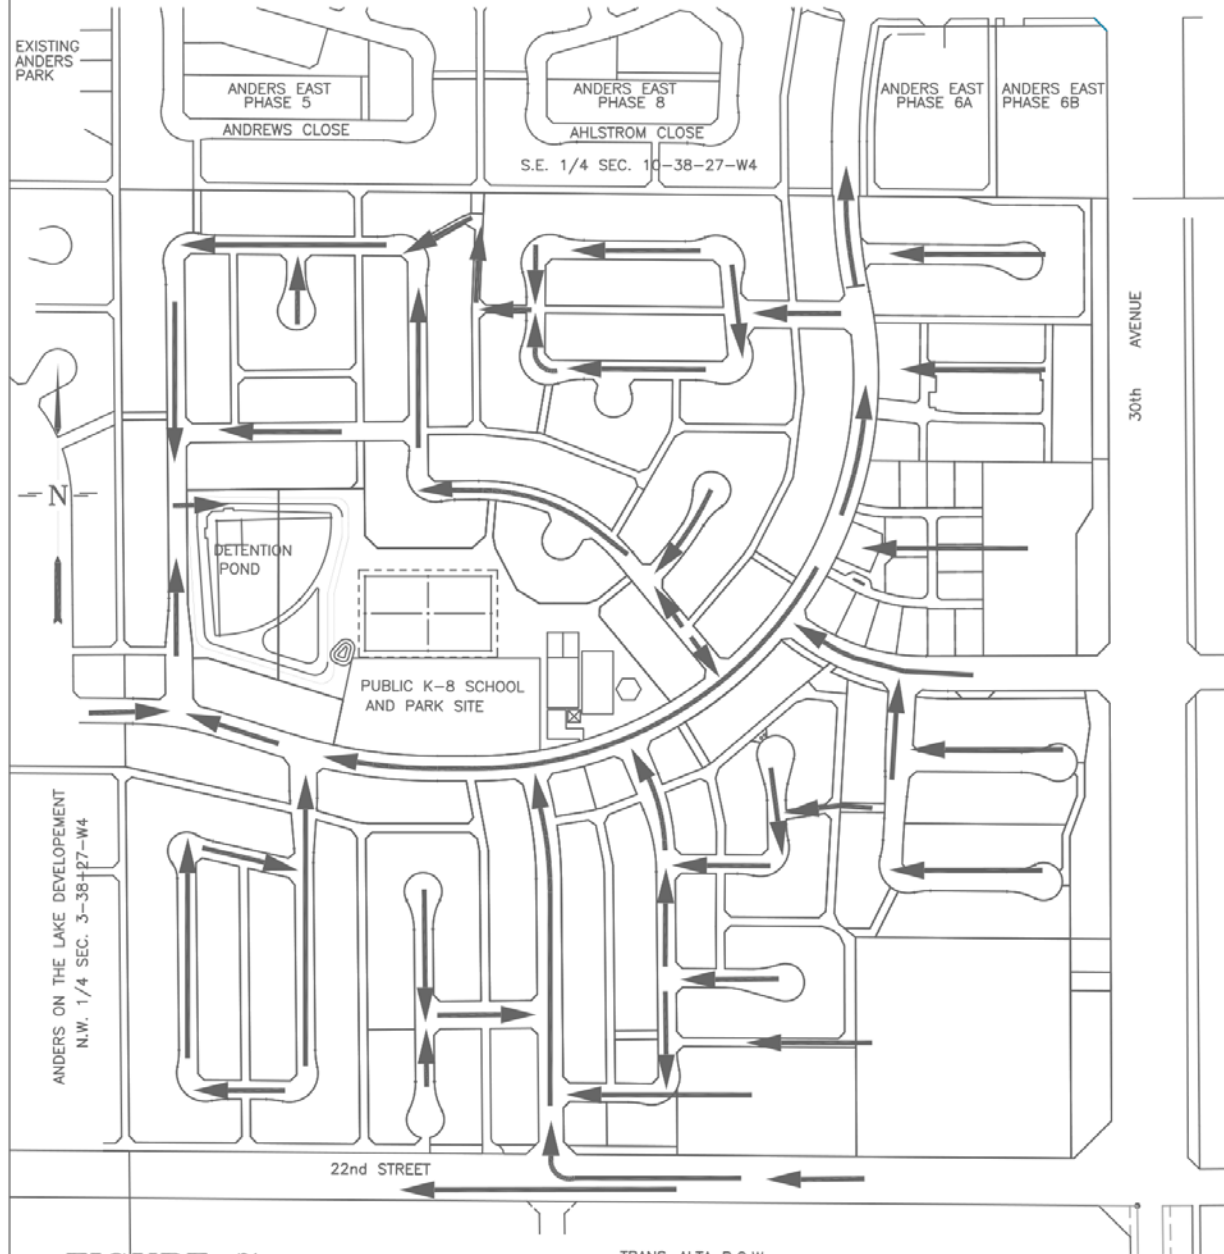 EXISTING
ANDERS
PARK
ANDERS EAST
PHASE 5
ANDREWS CLOSE
ANDERS EAST
PHASE 8
AHLSTROM CLOSE
S.E. 1/4 SEC. 10-38-27-W4
ANDERS EAST
PHASE 6A
ANDERS EAST
PHASE 6B
30th AVENUE
N
DETENTION
POND
PUBLIC K-8 SCHOOL
AND PARK SITE
ANDERS ON THE LAKE DEVELOPEMENT
N.W. 1/4 SEC. 3-38-27-W4
22nd STREET